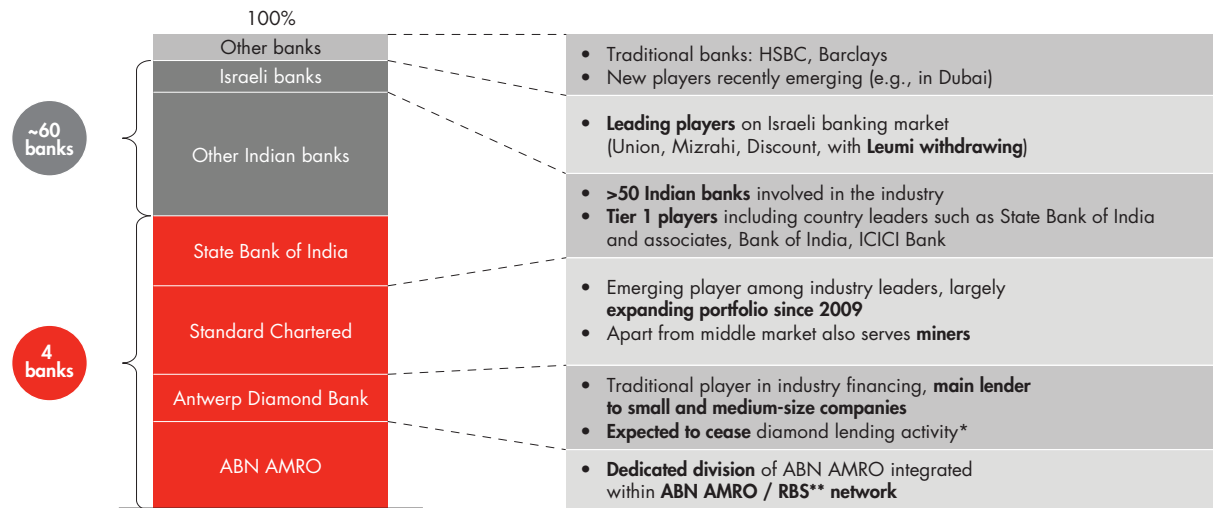 100%
Other banks
Israeli banks
Other Indian banks
State Bank of India
Standard Chartered
Antwerp Diamond Bank
ABN AMRO
~60
banks
4
banks
• Traditional banks: HSBC, Barclays
• New players recently emerging (e.g., in Dubai)
• Leading players on Israeli banking market
(Union, Mizrahi, Discount, with Leumi withdrawing)
• >50 Indian banks involved in the industry
• Tier 1 players including country leaders such as State Bank of India
and associates, Bank of India, ICICI Bank
• Emerging player among industry leaders, largely
expanding portfolio since 2009
• Apart from middle market also serves miners
• Traditional player in industry financing, main lender
to small and medium-size companies
• Expected to cease diamond lending activity*
• Dedicated division of ABN AMRO integrated
within ABN AMRO / RBS** network